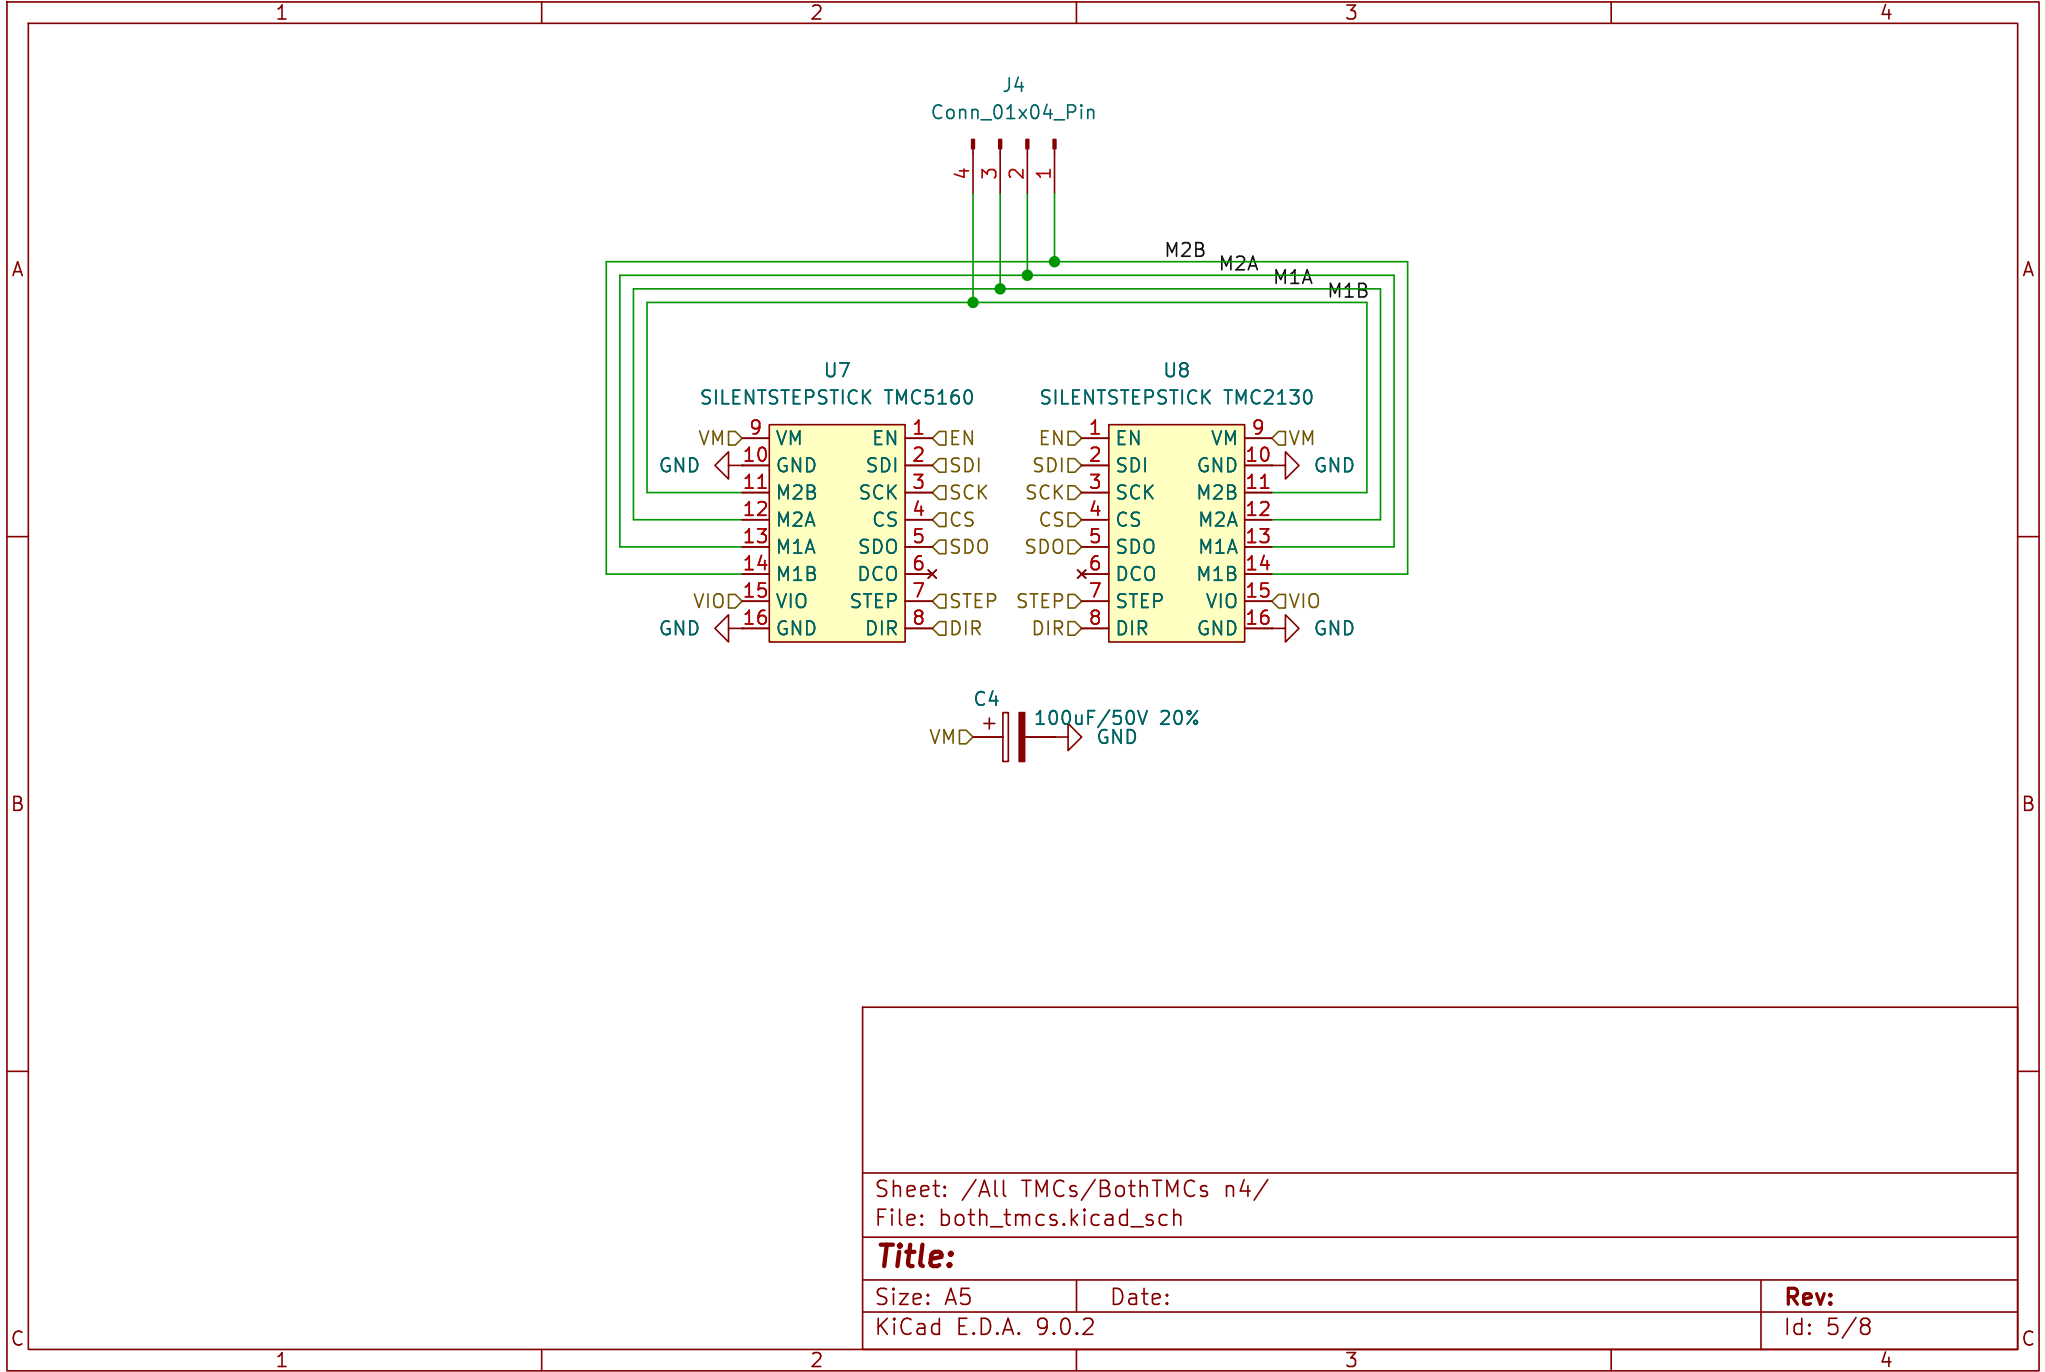 1 2 3 4
J4
Conn_01x04_Pin
4 3 2 1
M2B
A M2A A
M1A
M1B
U7 U8
SILENTSTEPSTICK TMC5160 SILENTSTEPSTICK TMC2130
VM 9 VM EN 1 EN EN 1 EN VM 9 VM
GND 10 GND SDI 2 SDI SDI 2 SDI GND 10 GND
11 M2B SCK 3 SCK SCK 3 SCK M2B 11
12 M2A CS 4 CS CS 4 CS M2A 12
13 M1A SDO 5 SDO SDO 5 SDO M1A 13
14 M1B DCO 6 6 DCO M1B 14
VIO 15 VIO STEP 7 STEP STEP 7 STEP VIO 15 VIO
GND 16 GND DIR 8 DIR DIR 8 DIR GND 16 GND
C4
+ 100uF/50V 20%
VM GND
B B
Sheet: /All TMCs/BothTMCs n4/
File: both_tmcs.kicad_sch
Title:
Size: A5 Date: Rev:
KiCad E.D.A. 9.0.2 Id: 5/8
C C
1 2 3 4